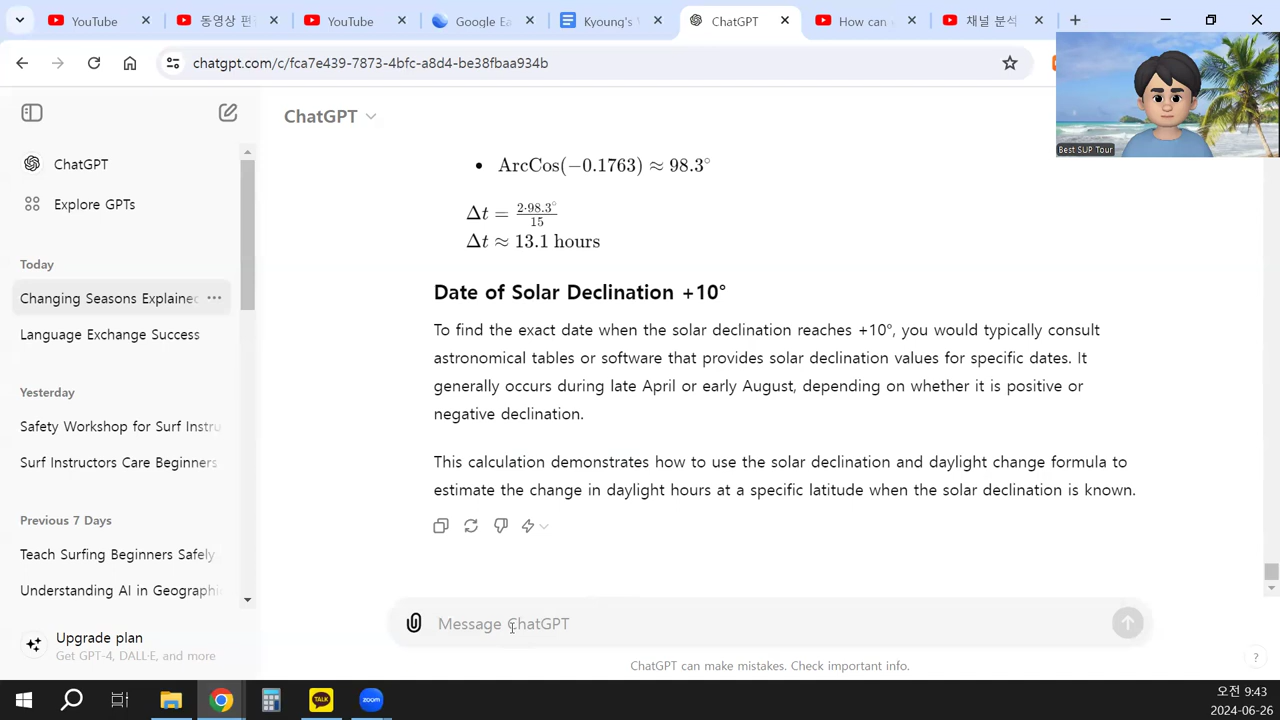 YouTube
동영상 편
YouTube
Google Ea
Kyoung's
ChatGPT
How can
채널 분석
chatgpt.com/c/fca7e439-7873-4bfc-a8d4-be38fbaa934b
Best SUP Tour
ChatGPT
ChatGPT
Explore GPTs
Today
Changing Seasons Explained
Language Exchange Success
Yesterday
Safety Workshop for Surf Instru
Surf Instructors Care Beginners
Previous 7 Days
Teach Surfing Beginners Safely
Understanding AI in Geographi
Upgrade plan
Get GPT-4, DALL·E, and more
• ArcCos(−0.1763) ≈ 98.3°
Δt = 2·98.3°/15
Δt ≈ 13.1 hours
Date of Solar Declination +10°
To find the exact date when the solar declination reaches +10°, you would typically consult
astronomical tables or software that provides solar declination values for specific dates. It
generally occurs during late April or early August, depending on whether it is positive or
negative declination.
This calculation demonstrates how to use the solar declination and daylight change formula to
estimate the change in daylight hours at a specific latitude when the solar declination is known.
Message ChatGPT
ChatGPT can make mistakes. Check important info.
?
TALK
zoom
오전 9:43
2024-06-26